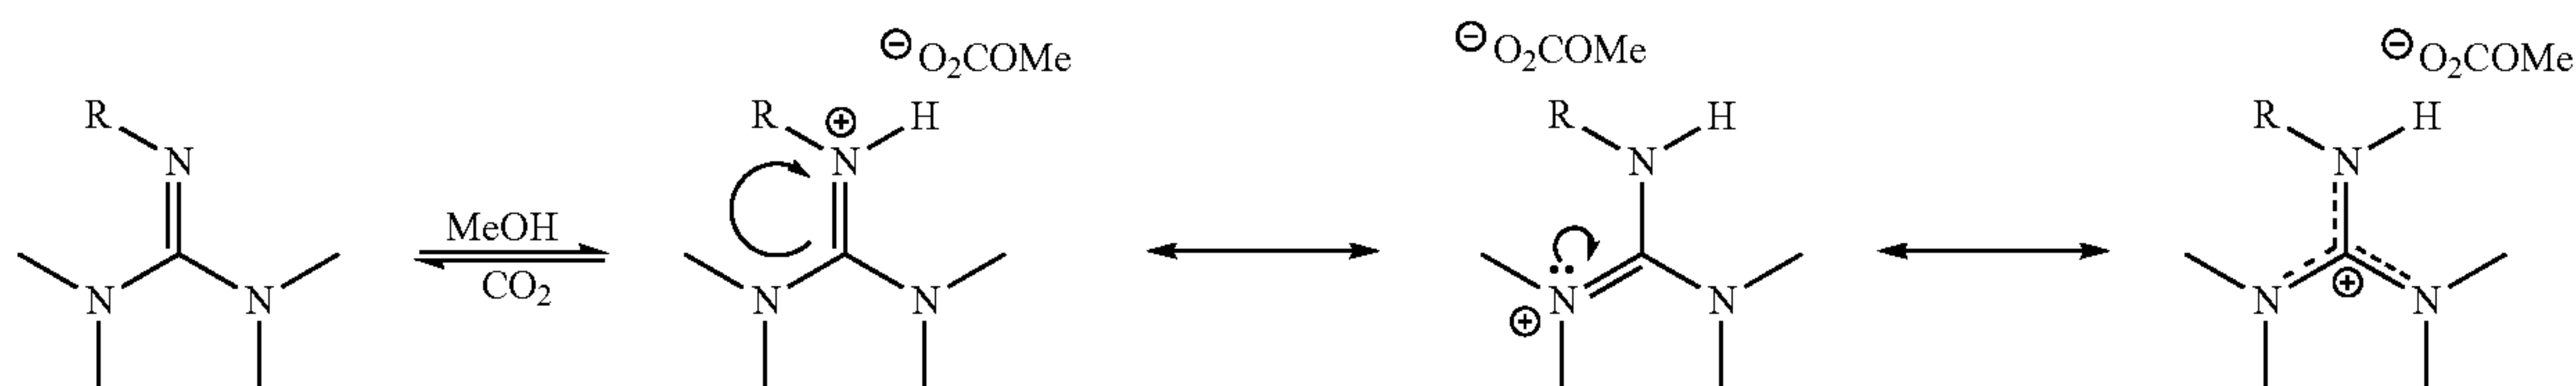 ⊖O₂COMe ⊖O₂COMe ⊖O₂COMe
R R ⊕ H R H R H
N N N N
MeOH
CO₂
N N N N N N N ⊕ N
⊕